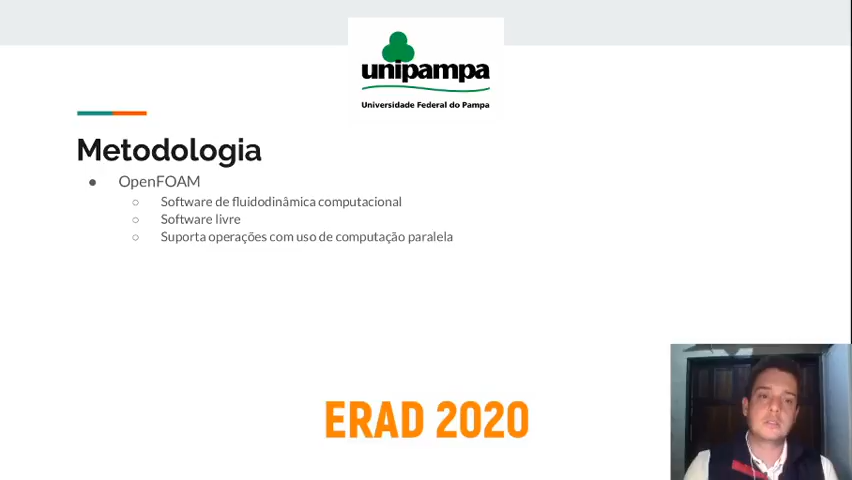 unipampa
Universidade Federal do Pampa
Metodologia
● OpenFOAM
○ Software de fluidodinâmica computacional
○ Software livre
○ Suporta operações com uso de computação paralela
ERAD 2020